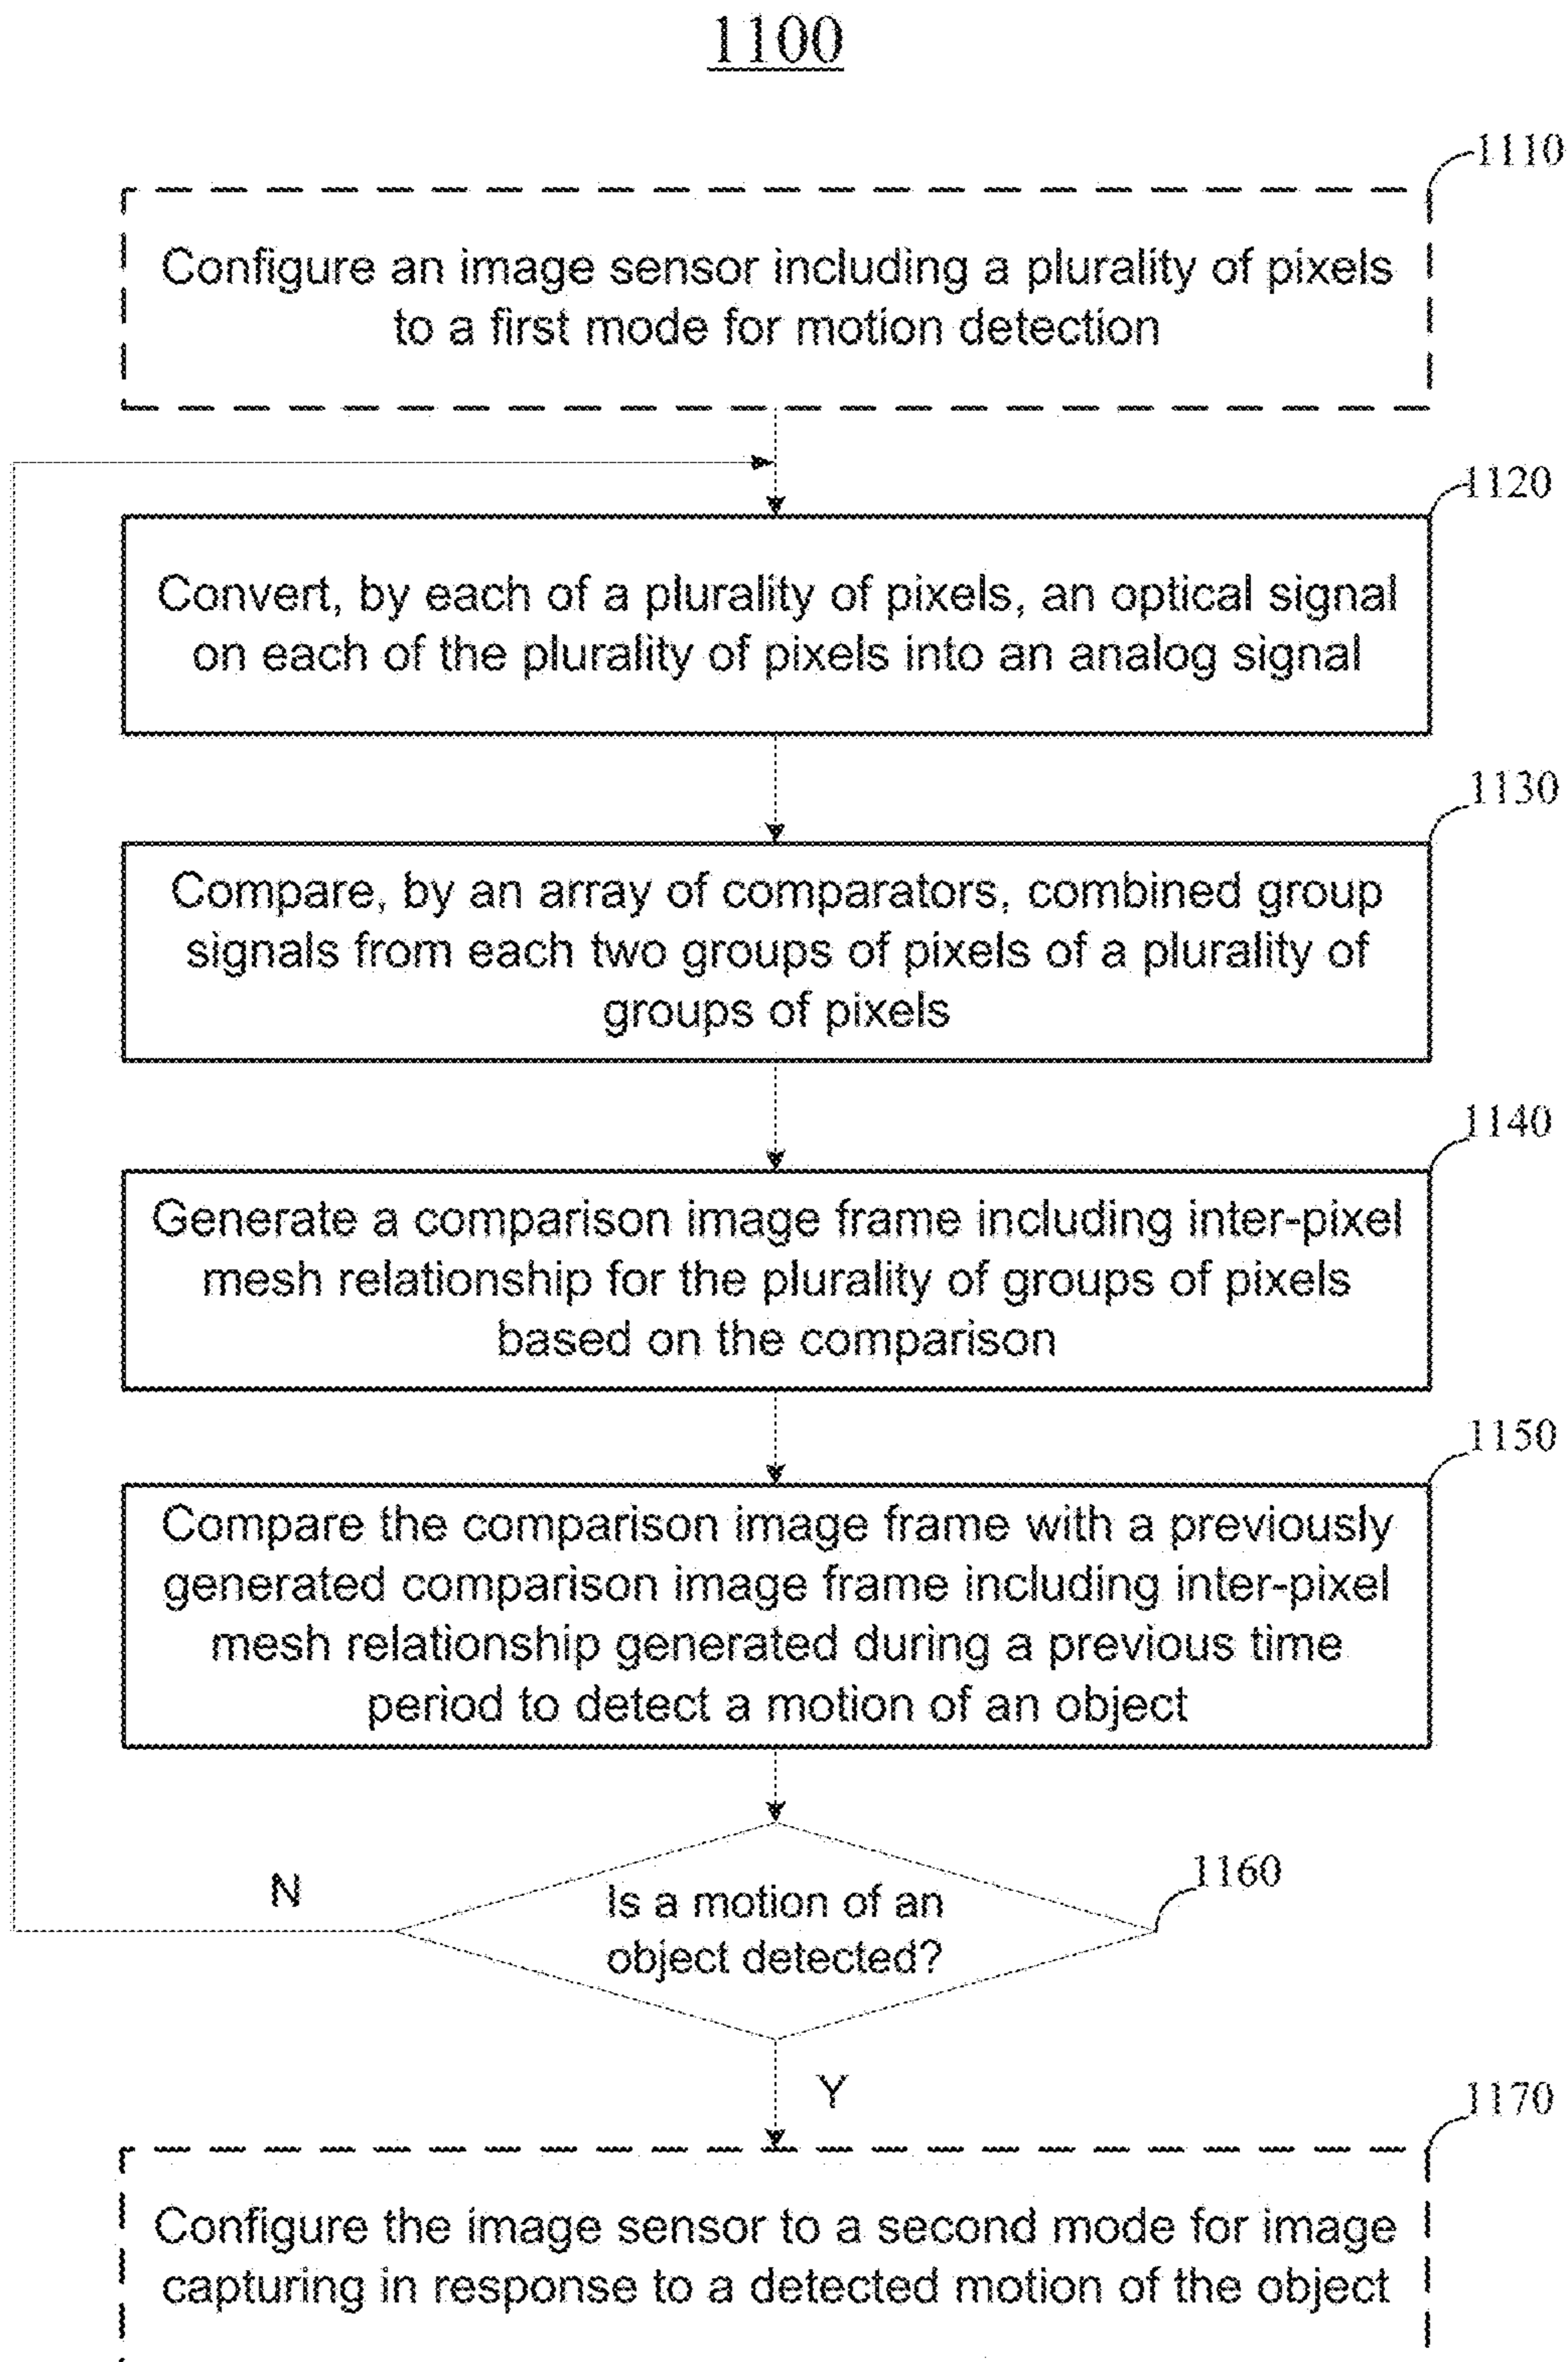 1100
1110
Configure an image sensor including a plurality of pixels
to a first mode for motion detection
1120
Convert, by each of a plurality of pixels, an optical signal
on each of the plurality of pixels into an analog signal
1130
Compare, by an array of comparators, combined group
signals from each two groups of pixels of a plurality of
groups of pixels
1140
Generate a comparison image frame including inter-pixel
mesh relationship for the plurality of groups of pixels
based on the comparison
1150
Compare the comparison image frame with a previously
generated comparison image frame including inter-pixel
mesh relationship generated during a previous time
period to detect a motion of an object
1160
N
Is a motion of an
object detected?
Y
1170
Configure the image sensor to a second mode for image
capturing in response to a detected motion of the object